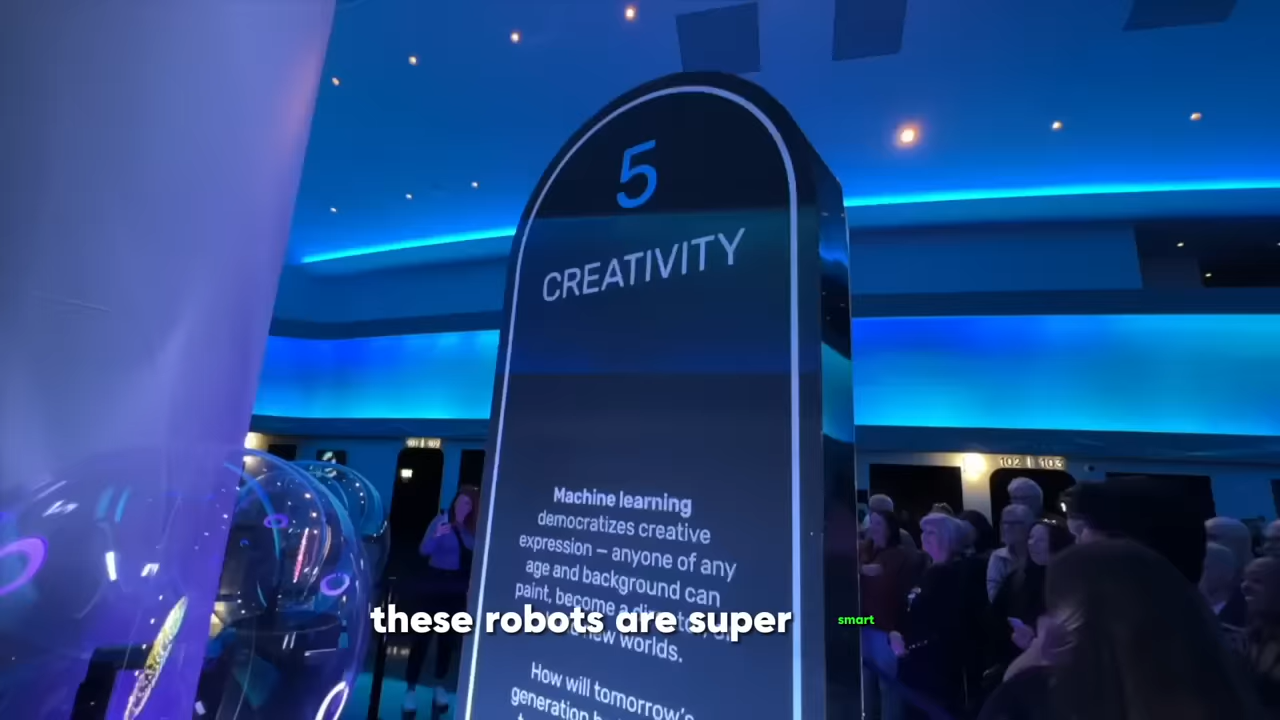 5
CREATIVITY
102 103
Machine learning
democratizes creative
expression – anyone of any
age and background can
paint, become a
new worlds.
these robots are super smart
How will tomorrow's
generation